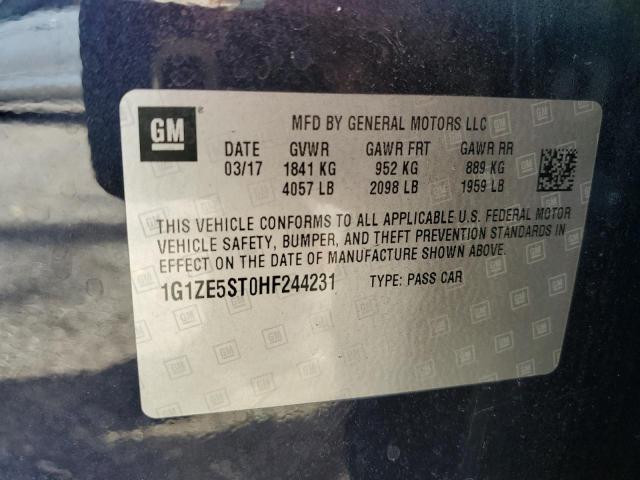 GM
MFD BY GENERAL MOTORS LLC
DATE GVWR GAWR FRT GAWR RR
03/17 1841 KG 952 KG 889 KG
4057 LB 2098 LB 1959 LB
THIS VEHICLE CONFORMS TO ALL APPLICABLE U.S. FEDERAL MOTOR
VEHICLE SAFETY, BUMPER, AND THEFT PREVENTION STANDARDS IN
EFFECT ON THE DATE OF MANUFACTURE SHOWN ABOVE.
1G1ZE5ST0HF244231 TYPE: PASS CAR